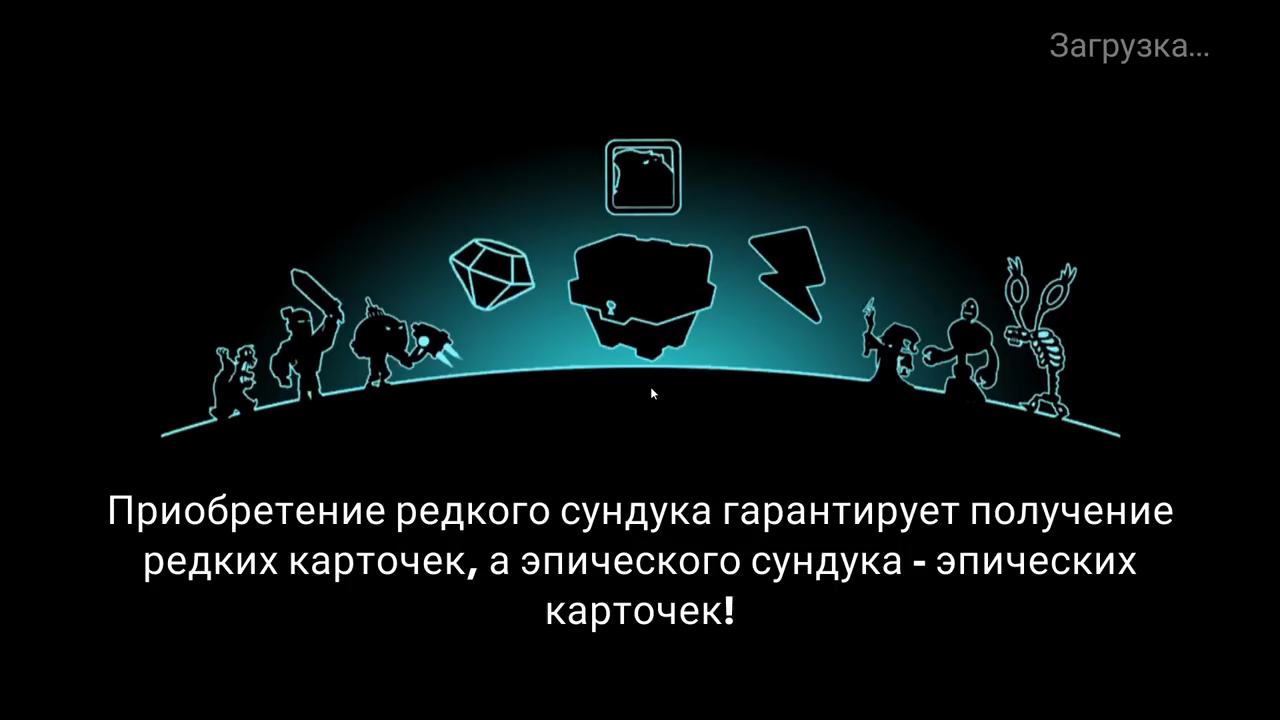 Загрузка...
Приобретение редкого сундука гарантирует получение
редких карточек, а эпического сундука - эпических
карточек!